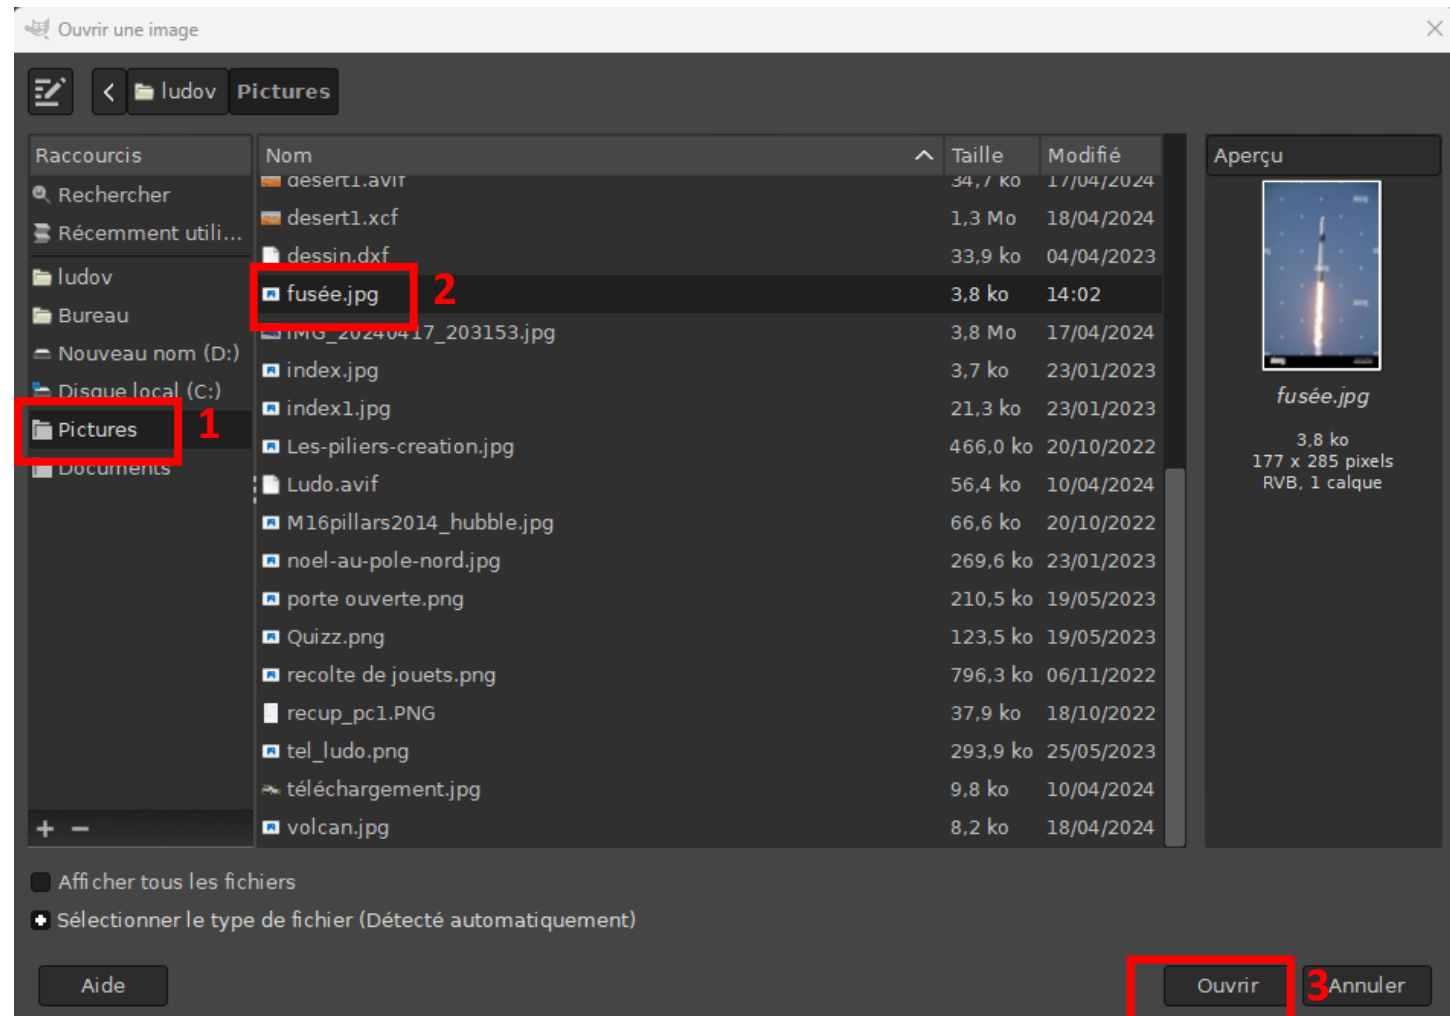 Ouvrir une image
ludov Pictures
Raccourcis Nom Taille Modifié Aperçu
Rechercher
Récemment utili...
ludov
Bureau
Nouveau nom (D:)
Disque local (C:)
Pictures 1
Documents
desert1.avif 34,7 ko 17/04/2024
desert1.xcf 1,3 Mo 18/04/2024
dessin.dxf 33,9 ko 04/04/2023
fusée.jpg 2 3,8 ko 14:02
IMG_20240417_203153.jpg 3,8 Mo 17/04/2024
index.jpg 3,7 ko 23/01/2023
index1.jpg 21,3 ko 23/01/2023
Les-piliers-creation.jpg 466,0 ko 20/10/2022
Ludo.avif 56,4 ko 10/04/2024
M16pillars2014_hubble.jpg 66,6 ko 20/10/2022
noel-au-pole-nord.jpg 269,6 ko 23/01/2023
porte ouverte.png 210,5 ko 19/05/2023
Quizz.png 123,5 ko 19/05/2023
recolte de jouets.png 796,3 ko 06/11/2022
recup_pc1.PNG 37,9 ko 18/10/2022
tel_ludo.png 293,9 ko 25/05/2023
téléchargement.jpg 9,8 ko 10/04/2024
volcan.jpg 8,2 ko 18/04/2024
fusée.jpg
3,8 ko
177 x 285 pixels
RVB, 1 calque
Afficher tous les fichiers
Sélectionner le type de fichier (Détecté automatiquement)
Aide Ouvrir 3 Annuler